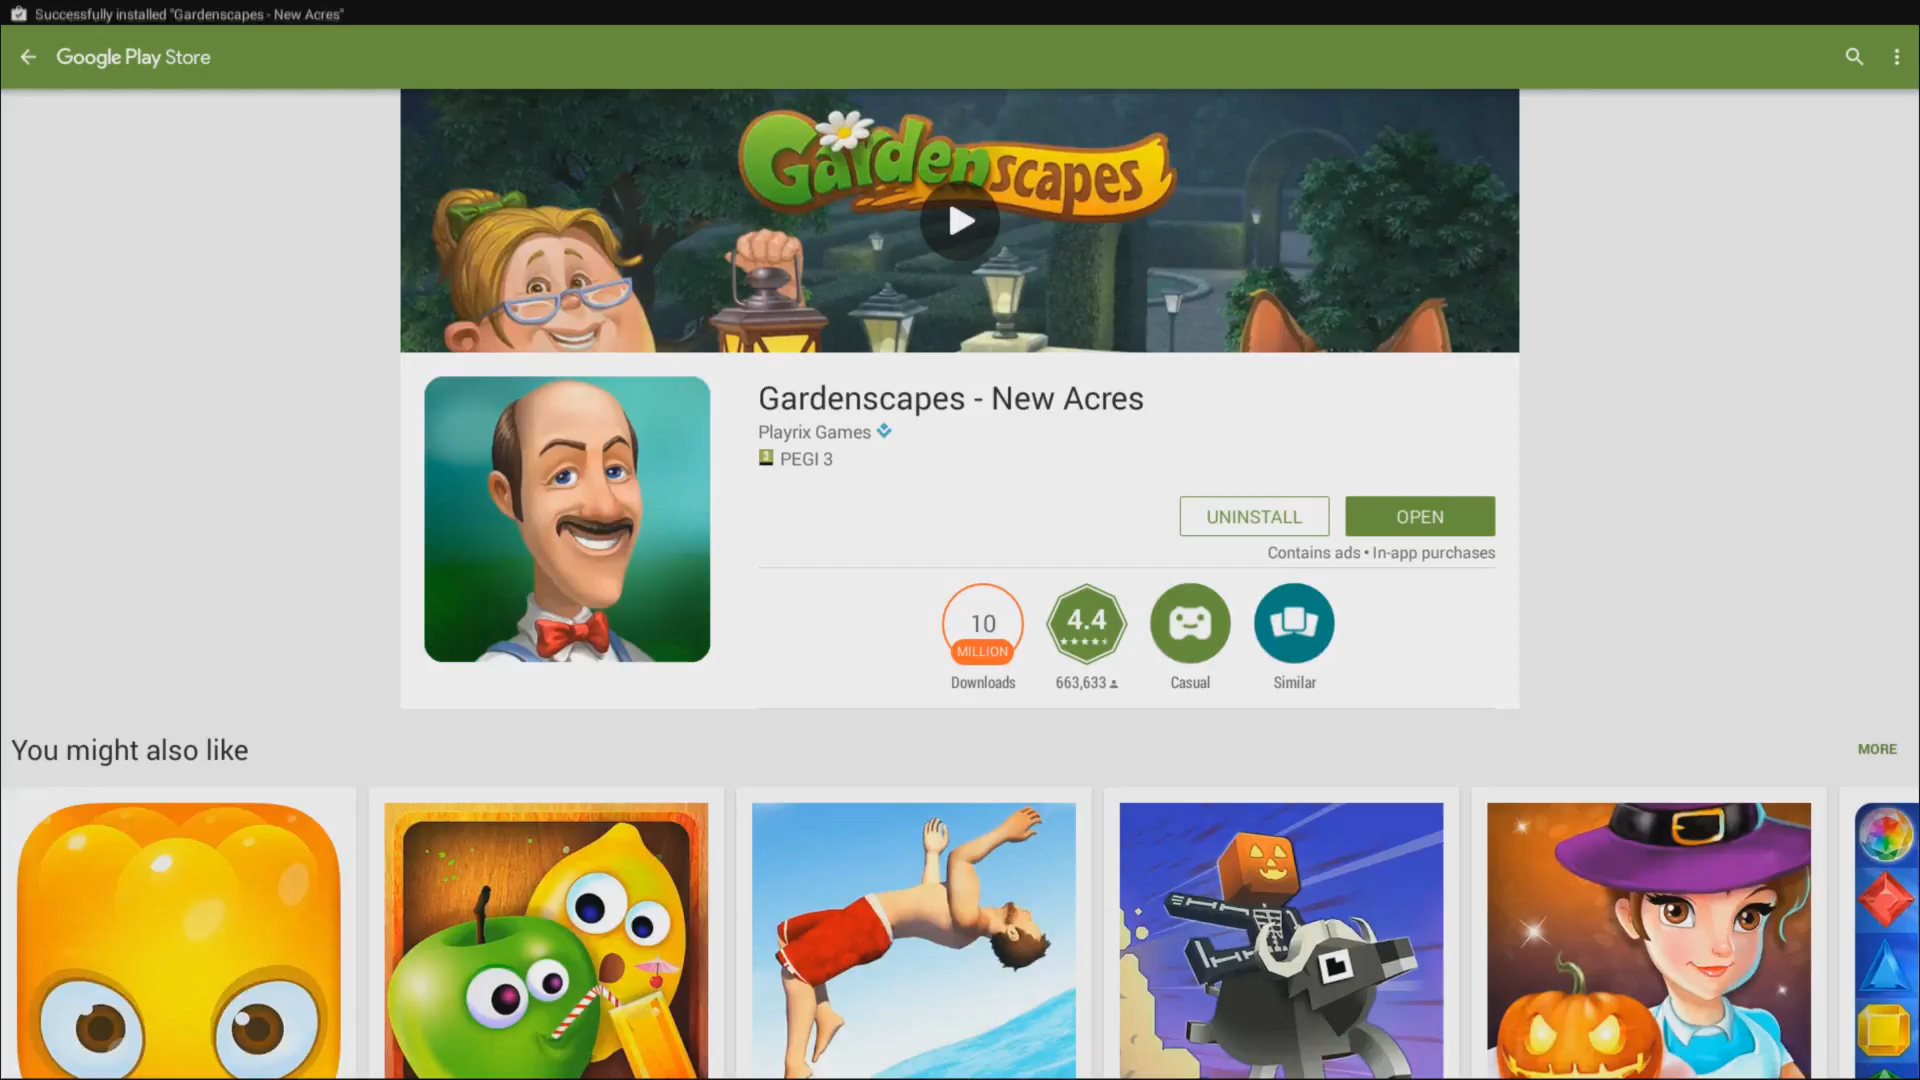 Successfully installed "Gardenscapes - New Acres"
Google Play Store
Gardenscapes
Gardenscapes - New Acres
Playrix Games
3 PEGI 3
UNINSTALL
OPEN
Contains ads • In-app purchases
10
MILLION
Downloads
4.4
663,633
Casual
Similar
You might also like
MORE